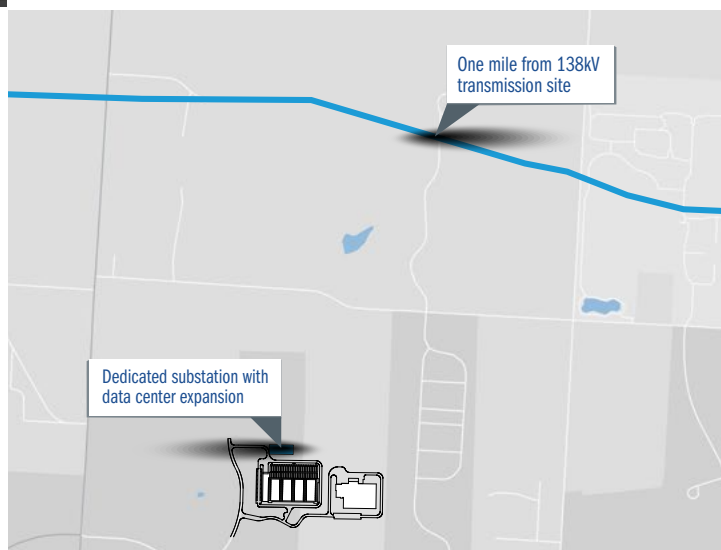 One mile from 138kV
transmission site
Dedicated substation with
data center expansion